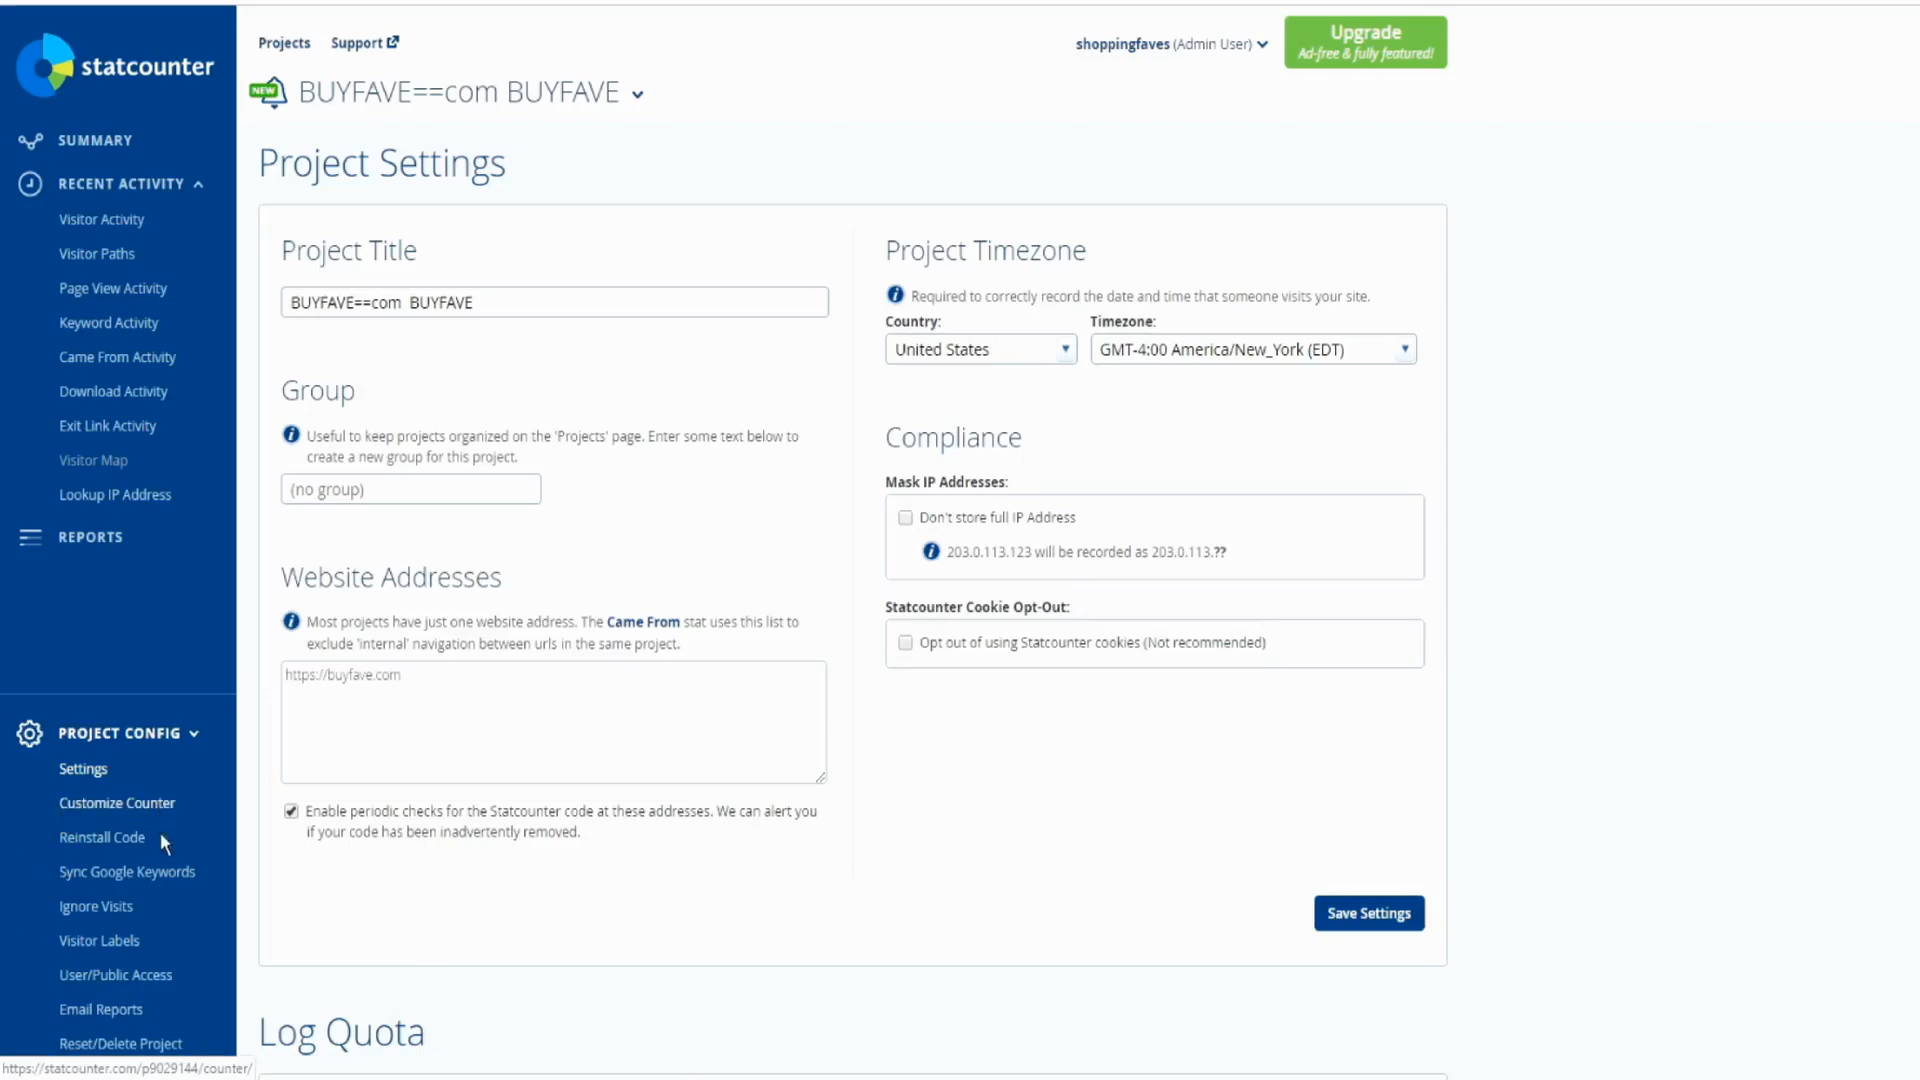 statcounter
SUMMARY
RECENT ACTIVITY
Visitor Activity
Visitor Paths
Page View Activity
Keyword Activity
Came From Activity
Download Activity
Exit Link Activity
Visitor Map
Lookup IP Address
REPORTS
PROJECT CONFIG
Settings
Customize Counter
Reinstall Code
Sync Google Keywords
Ignore Visits
Visitor Labels
User/Public Access
Email Reports
Reset/Delete Project
https://statcounter.com/p9029144/counter/
Projects Support
shoppingfaves (Admin User)
Upgrade
Ad-free & fully featured!
NEW BUYFAVE==com BUYFAVE
Project Settings
Project Title
BUYFAVE==com BUYFAVE
Group
Useful to keep projects organized on the 'Projects' page. Enter some text below to
create a new group for this project.
(no group)
Website Addresses
Most projects have just one website address. The Came From stat uses this list to
exclude 'internal' navigation between urls in the same project.
https://buyfave.com
Enable periodic checks for the Statcounter code at these addresses. We can alert you
if your code has been inadvertently removed.
Project Timezone
Required to correctly record the date and time that someone visits your site.
Country: Timezone:
United States GMT-4:00 America/New_York (EDT)
Compliance
Mask IP Addresses:
Don't store full IP Address
203.0.113.123 will be recorded as 203.0.113.??
Statcounter Cookie Opt-Out:
Opt out of using Statcounter cookies (Not recommended)
Save Settings
Log Quota